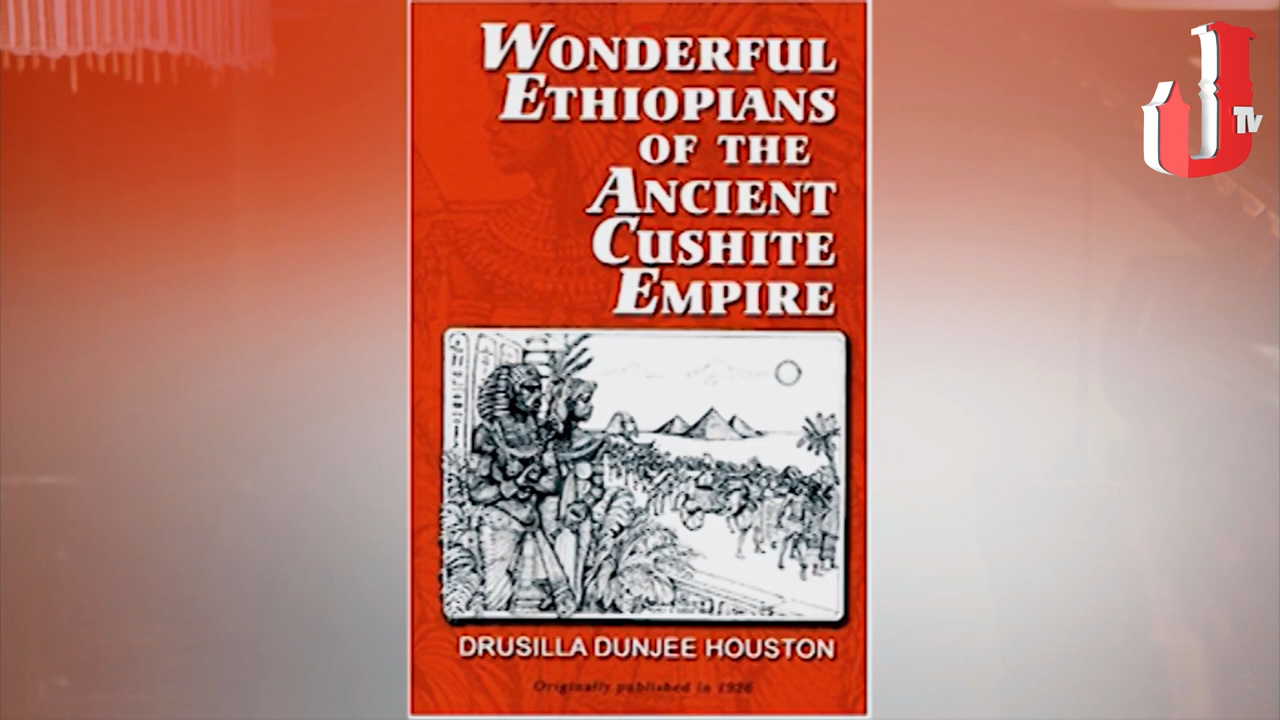 WONDERFUL
ETHIOPIANS
OF THE
ANCIENT
CUSHITE
EMPIRE
DRUSILLA DUNJEE HOUSTON
Originally published in 1926
J TV